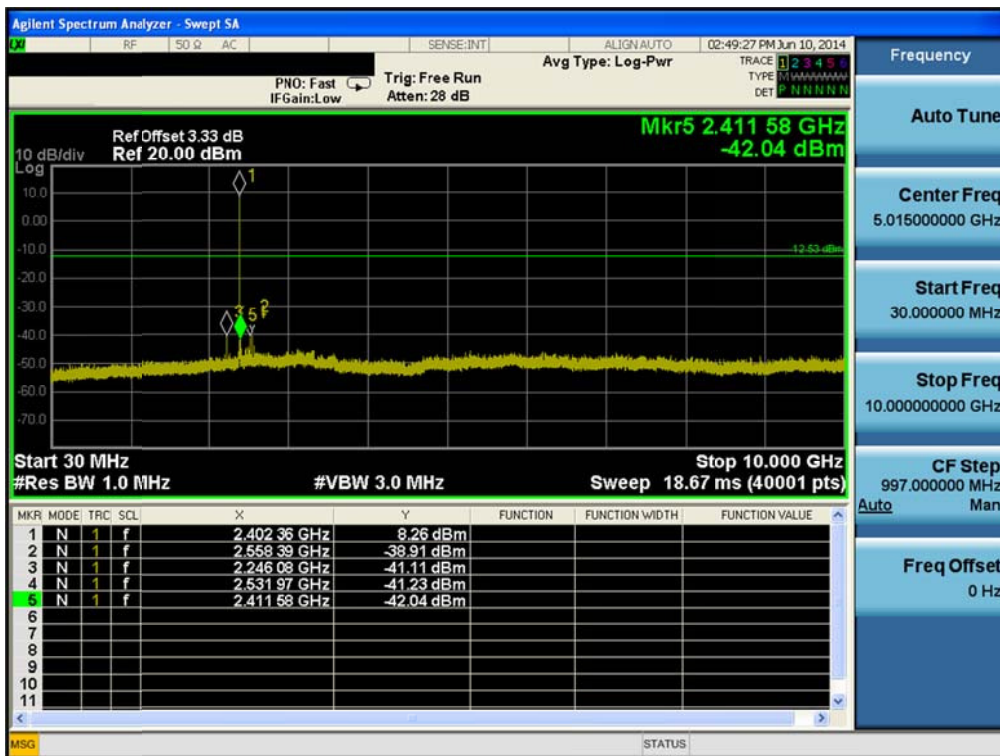 Agilent Spectrum Analyzer - Swept SA
LXI RF 50 Ω AC SENSE:INT ALIGN AUTO 02:49:27 PM Jun 10, 2014
PNO: Fast
IFGain:Low
Trig: Free Run
Atten: 28 dB
Avg Type: Log-Pwr
TRACE 1 2 3 4 5 6
TYPE M
DET P N N N N N
Ref Offset 3.33 dB
10 dB/div Ref 20.00 dBm
Log
Mkr5 2.411 58 GHz
-42.04 dBm
10.0
0.00
-10.0
-20.0
-30.0
-40.0
-50.0
-60.0
-70.0
-12.53 dBm
1
3
5
2
Start 30 MHz Stop 10.000 GHz
#Res BW 1.0 MHz #VBW 3.0 MHz Sweep 18.67 ms (40001 pts)
MKR MODE TRC SCL X Y FUNCTION FUNCTION WIDTH FUNCTION VALUE
1 N 1 f 2.402 36 GHz 8.26 dBm
2 N 1 f 2.558 39 GHz -38.91 dBm
3 N 1 f 2.246 08 GHz -41.11 dBm
4 N 1 f 2.531 97 GHz -41.23 dBm
5 N 1 f 2.411 58 GHz -42.04 dBm
6
7
8
9
10
11
MSG STATUS
Frequency
Auto Tune
Center Freq
5.015000000 GHz
Start Freq
30.000000 MHz
Stop Freq
10.000000000 GHz
CF Step
997.000000 MHz
Auto Man
Freq Offset
0 Hz